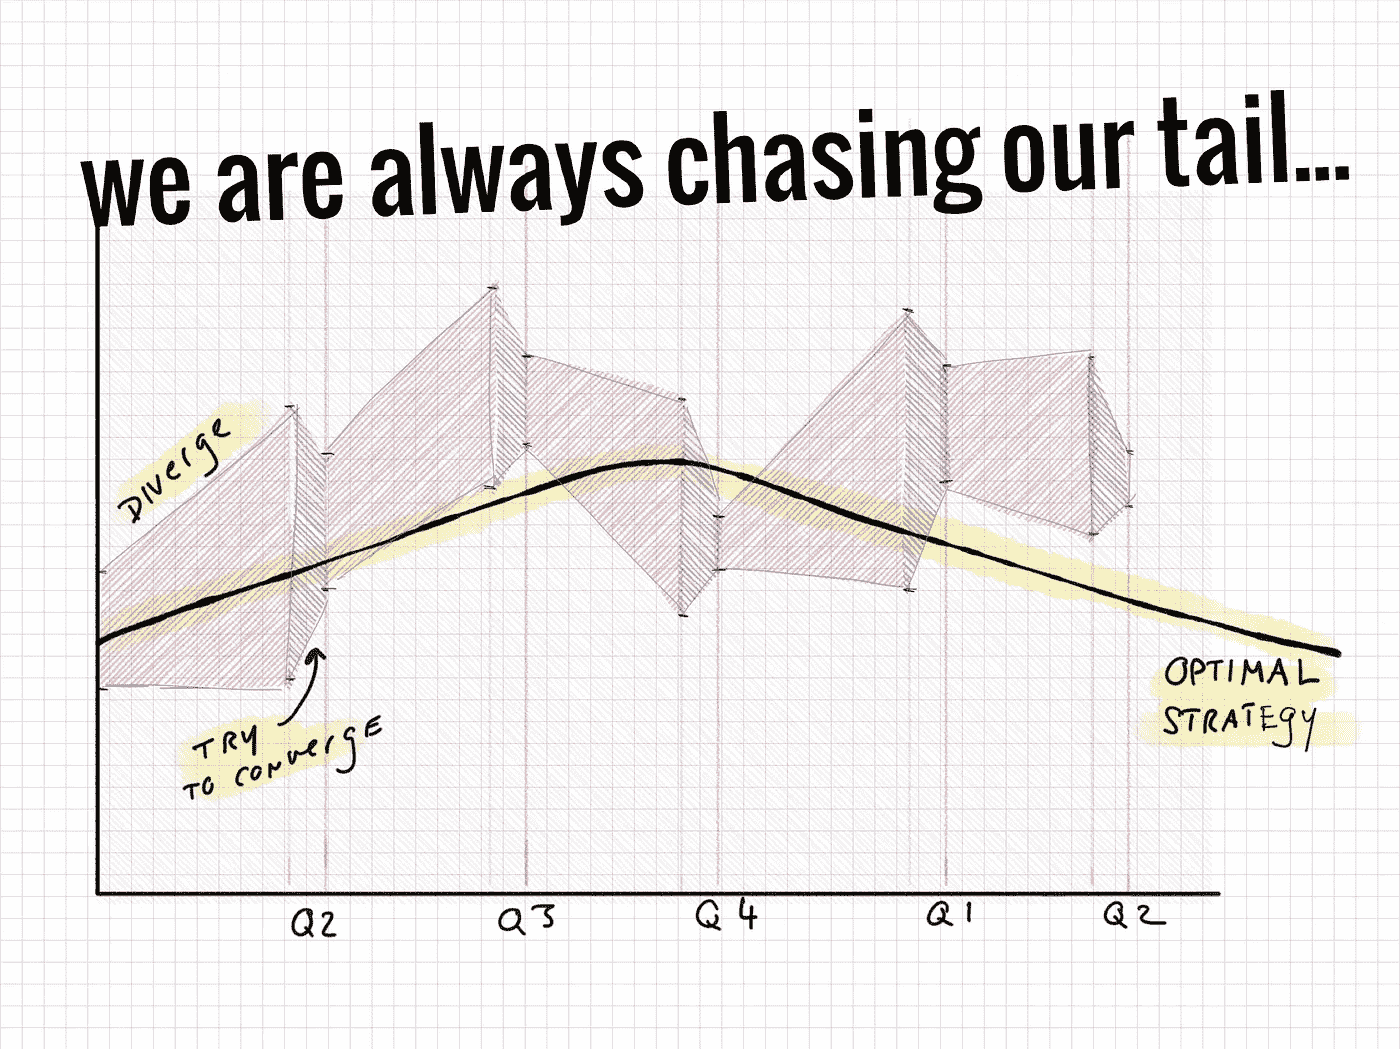 we are always chasing our tail...
DIVerge
TRY
TO CONvergE
OPTIMAL
STRATEgy
Q2
Q3
Q4
Q1
Q2